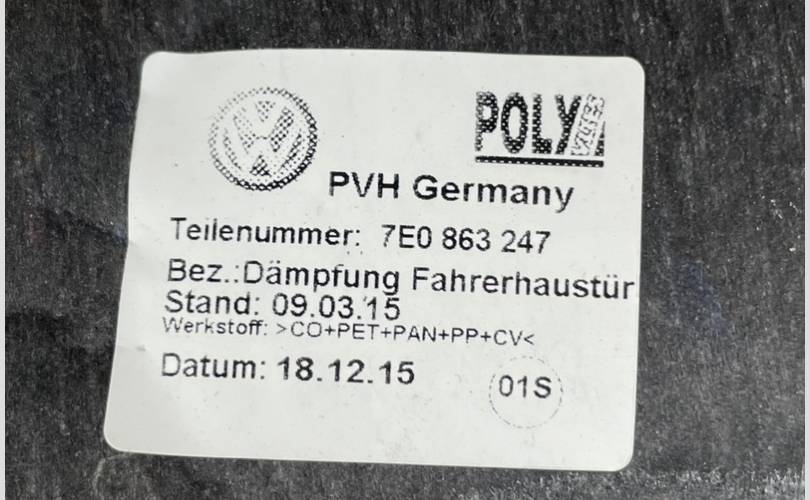 POLY
PVH Germany
Teilenummer: 7E0 863 247
Bez.:Dämpfung Fahrerhaustür
Stand: 09.03.15
Werkstoff: >CO+PET+PAN+PP+CV<
Datum: 18.12.15
01S